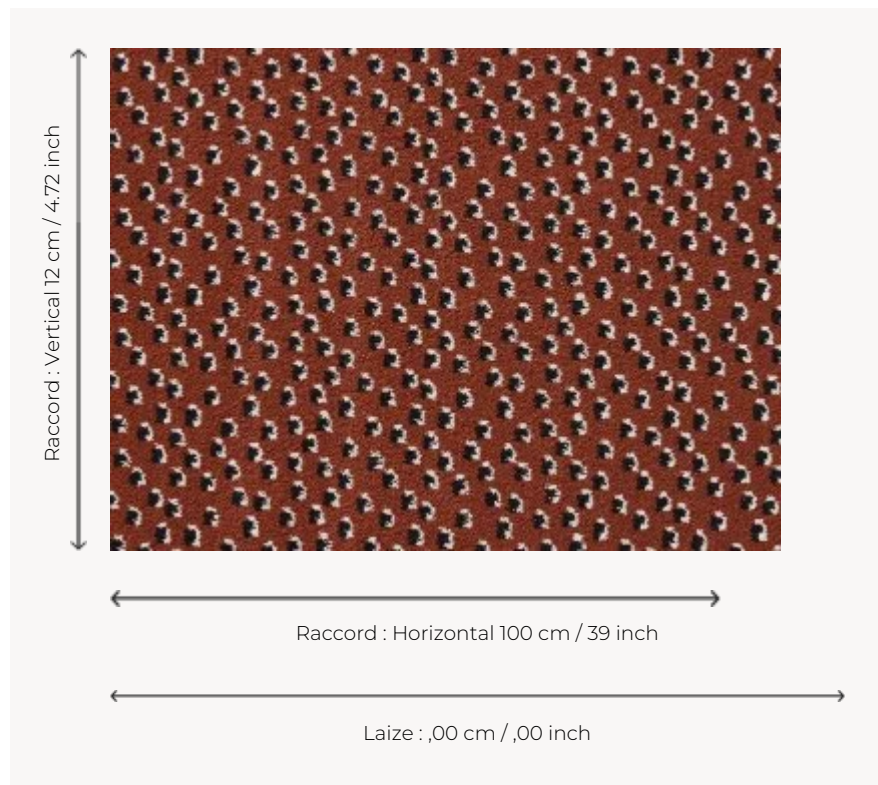 Raccord : Vertical 12 cm / 4.72 inch
Raccord : Horizontal 100 cm / 39 inch
Laize : ,00 cm / ,00 inch